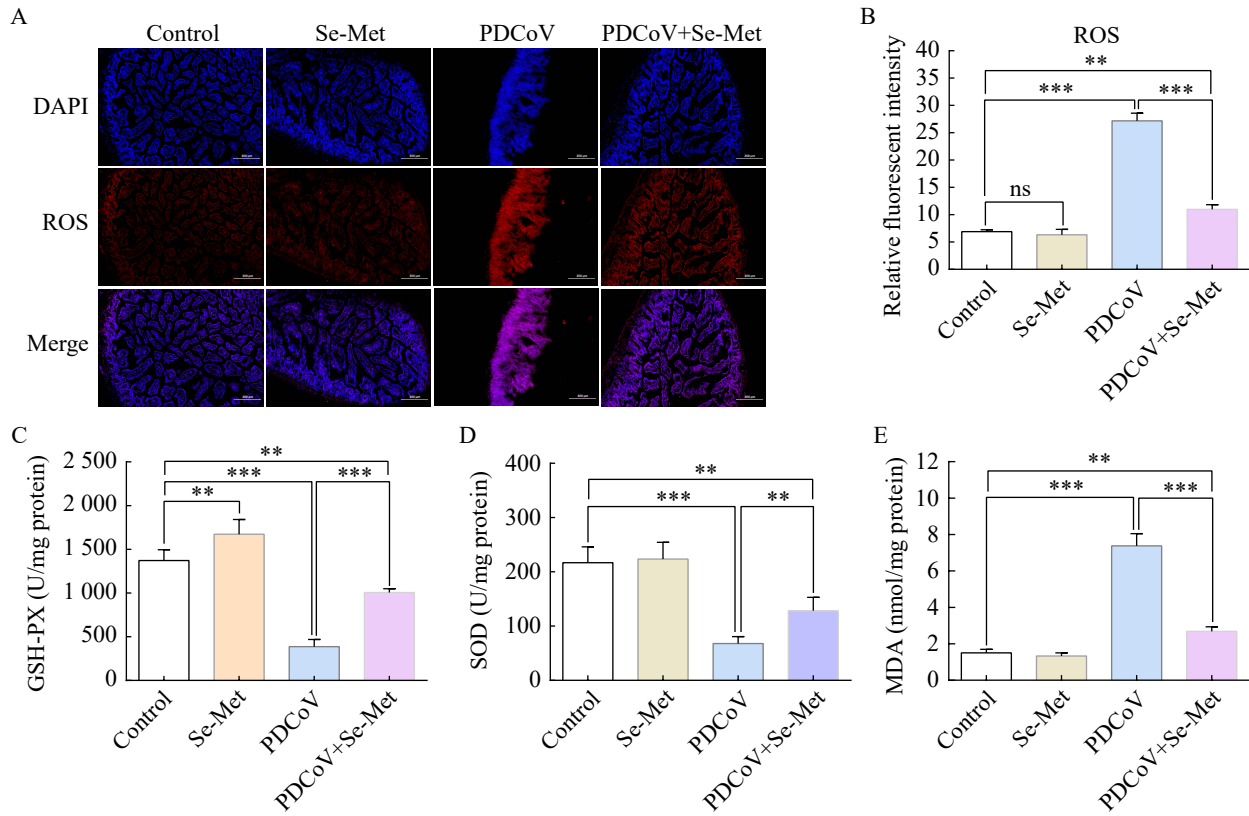 A
Control Se-Met PDCoV PDCoV+Se-Met
DAPI
ROS
Merge
B
ROS
Relative fluorescent intensity
40
35
30
25
20
15
10
5
0
**
*** ***
ns
Control Se-Met PDCoV PDCoV+Se-Met
C
GSH-PX (U/mg protein)
2 500
2 000
1 500
1 000
500
0
**
*** ***
**
Control Se-Met PDCoV PDCoV+Se-Met
D
SOD (U/mg protein)
400
300
200
100
0
**
*** **
Control Se-Met PDCoV PDCoV+Se-Met
E
MDA (nmol/mg protein)
12
10
8
6
4
2
0
**
*** ***
Control Se-Met PDCoV PDCoV+Se-Met